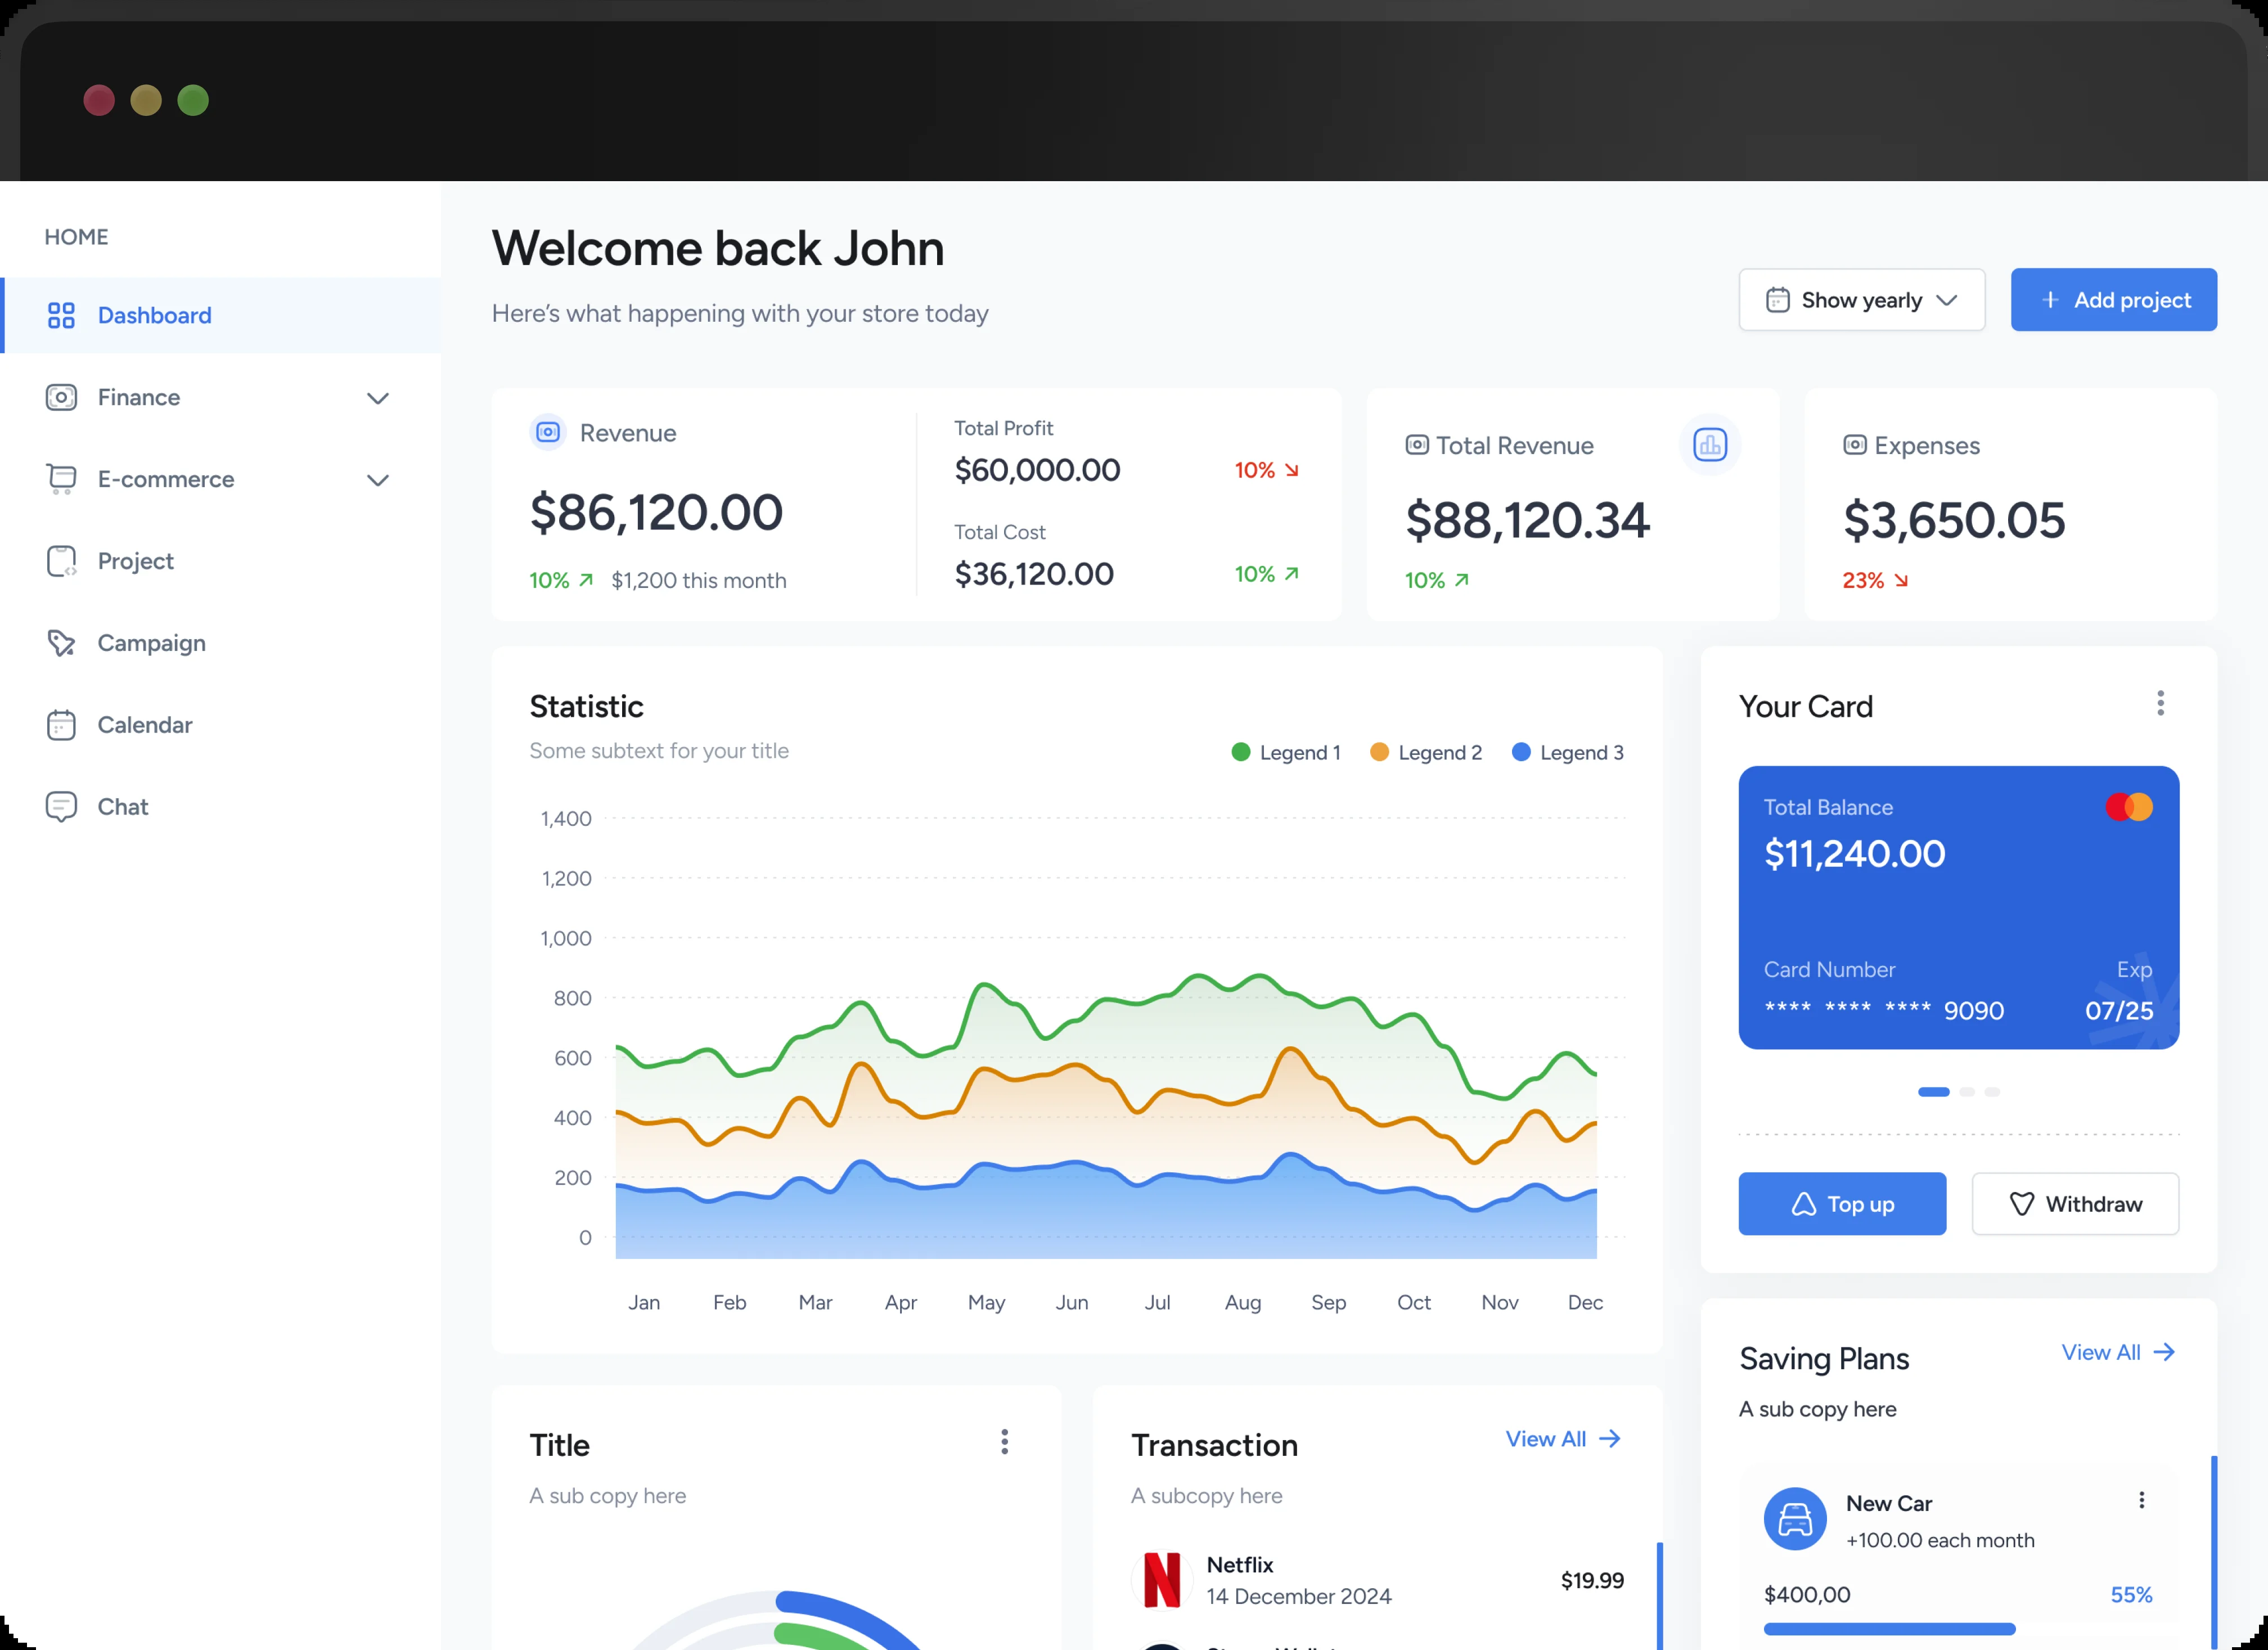 HOME
Dashboard
Finance
E-commerce
Project
Campaign
Calendar
Chat
Welcome back John
Here’s what happening with your store today
Show yearly
+ Add project
Revenue
$86,120.00
10% ↗ $1,200 this month
Total Profit
$60,000.00 10% ↘
Total Cost
$36,120.00 10% ↗
Total Revenue
$88,120.34
10% ↗
Expenses
$3,650.05
23% ↘
Statistic
Some subtext for your title
Legend 1 Legend 2 Legend 3
1,400
1,200
1,000
800
600
400
200
0
Jan Feb Mar Apr May Jun Jul Aug Sep Oct Nov Dec
Your Card
Total Balance
$11,240.00
Card Number Exp
**** **** **** 9090 07/25
Top up
Withdraw
Saving Plans View All →
A sub copy here
New Car
+100.00 each month
$400,00 55%
Title
A sub copy here
Transaction View All →
A subcopy here
Netflix
14 December 2024
$19.99